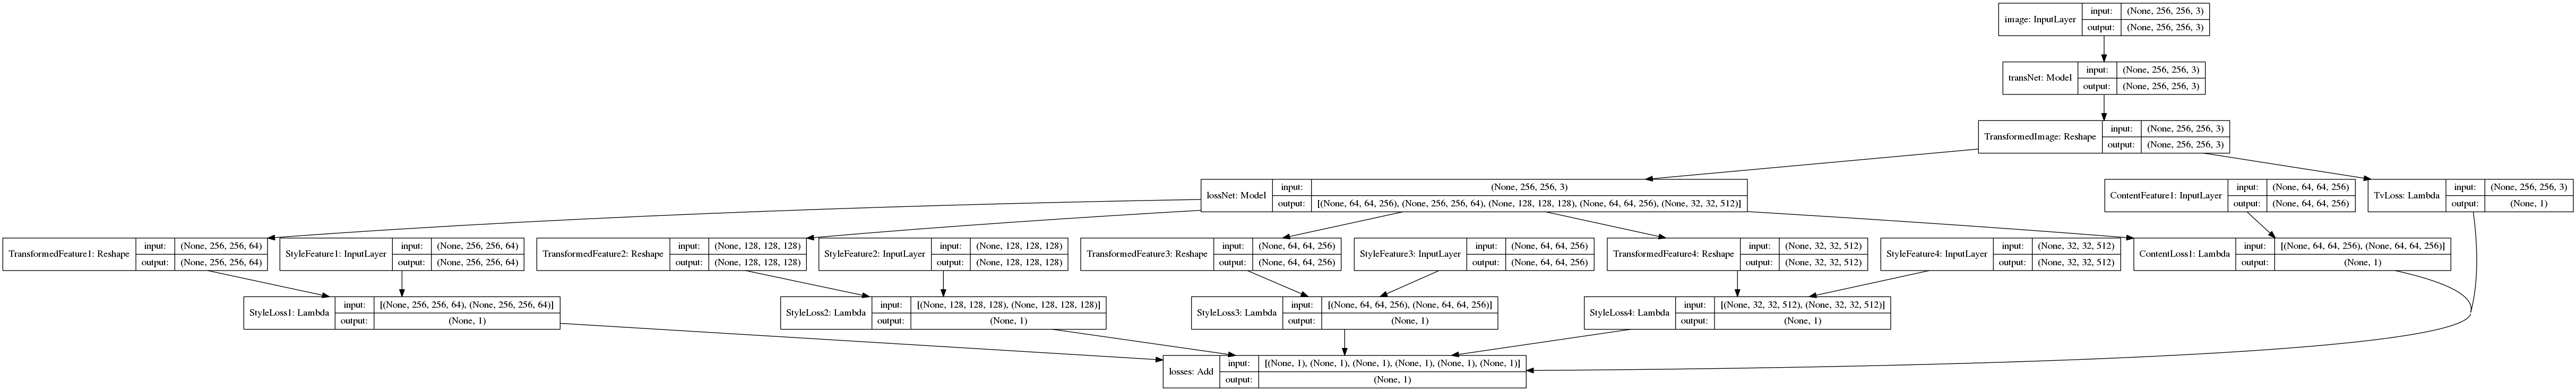 image: InputLayer
input: (None, 256, 256, 3)
output: (None, 256, 256, 3)
transNet: Model
input: (None, 256, 256, 3)
output: (None, 256, 256, 3)
TransformedImage: Reshape
input: (None, 256, 256, 3)
output: (None, 256, 256, 3)
lossNet: Model
input: (None, 256, 256, 3)
output: [(None, 64, 64, 256), (None, 256, 256, 64), (None, 128, 128, 128), (None, 64, 64, 256), (None, 32, 32, 512)]
ContentFeature1: InputLayer
input: (None, 64, 64, 256)
output: (None, 64, 64, 256)
TvLoss: Lambda
input: (None, 256, 256, 3)
output: (None, 1)
TransformedFeature1: Reshape
input: (None, 256, 256, 64)
output: (None, 256, 256, 64)
StyleFeature1: InputLayer
input: (None, 256, 256, 64)
output: (None, 256, 256, 64)
TransformedFeature2: Reshape
input: (None, 128, 128, 128)
output: (None, 128, 128, 128)
StyleFeature2: InputLayer
input: (None, 128, 128, 128)
output: (None, 128, 128, 128)
TransformedFeature3: Reshape
input: (None, 64, 64, 256)
output: (None, 64, 64, 256)
StyleFeature3: InputLayer
input: (None, 64, 64, 256)
output: (None, 64, 64, 256)
TransformedFeature4: Reshape
input: (None, 32, 32, 512)
output: (None, 32, 32, 512)
StyleFeature4: InputLayer
input: (None, 32, 32, 512)
output: (None, 32, 32, 512)
ContentLoss1: Lambda
input: [(None, 64, 64, 256), (None, 64, 64, 256)]
output: (None, 1)
StyleLoss1: Lambda
input: [(None, 256, 256, 64), (None, 256, 256, 64)]
output: (None, 1)
StyleLoss2: Lambda
input: [(None, 128, 128, 128), (None, 128, 128, 128)]
output: (None, 1)
StyleLoss3: Lambda
input: [(None, 64, 64, 256), (None, 64, 64, 256)]
output: (None, 1)
StyleLoss4: Lambda
input: [(None, 32, 32, 512), (None, 32, 32, 512)]
output: (None, 1)
losses: Add
input: [(None, 1), (None, 1), (None, 1), (None, 1), (None, 1), (None, 1)]
output: (None, 1)